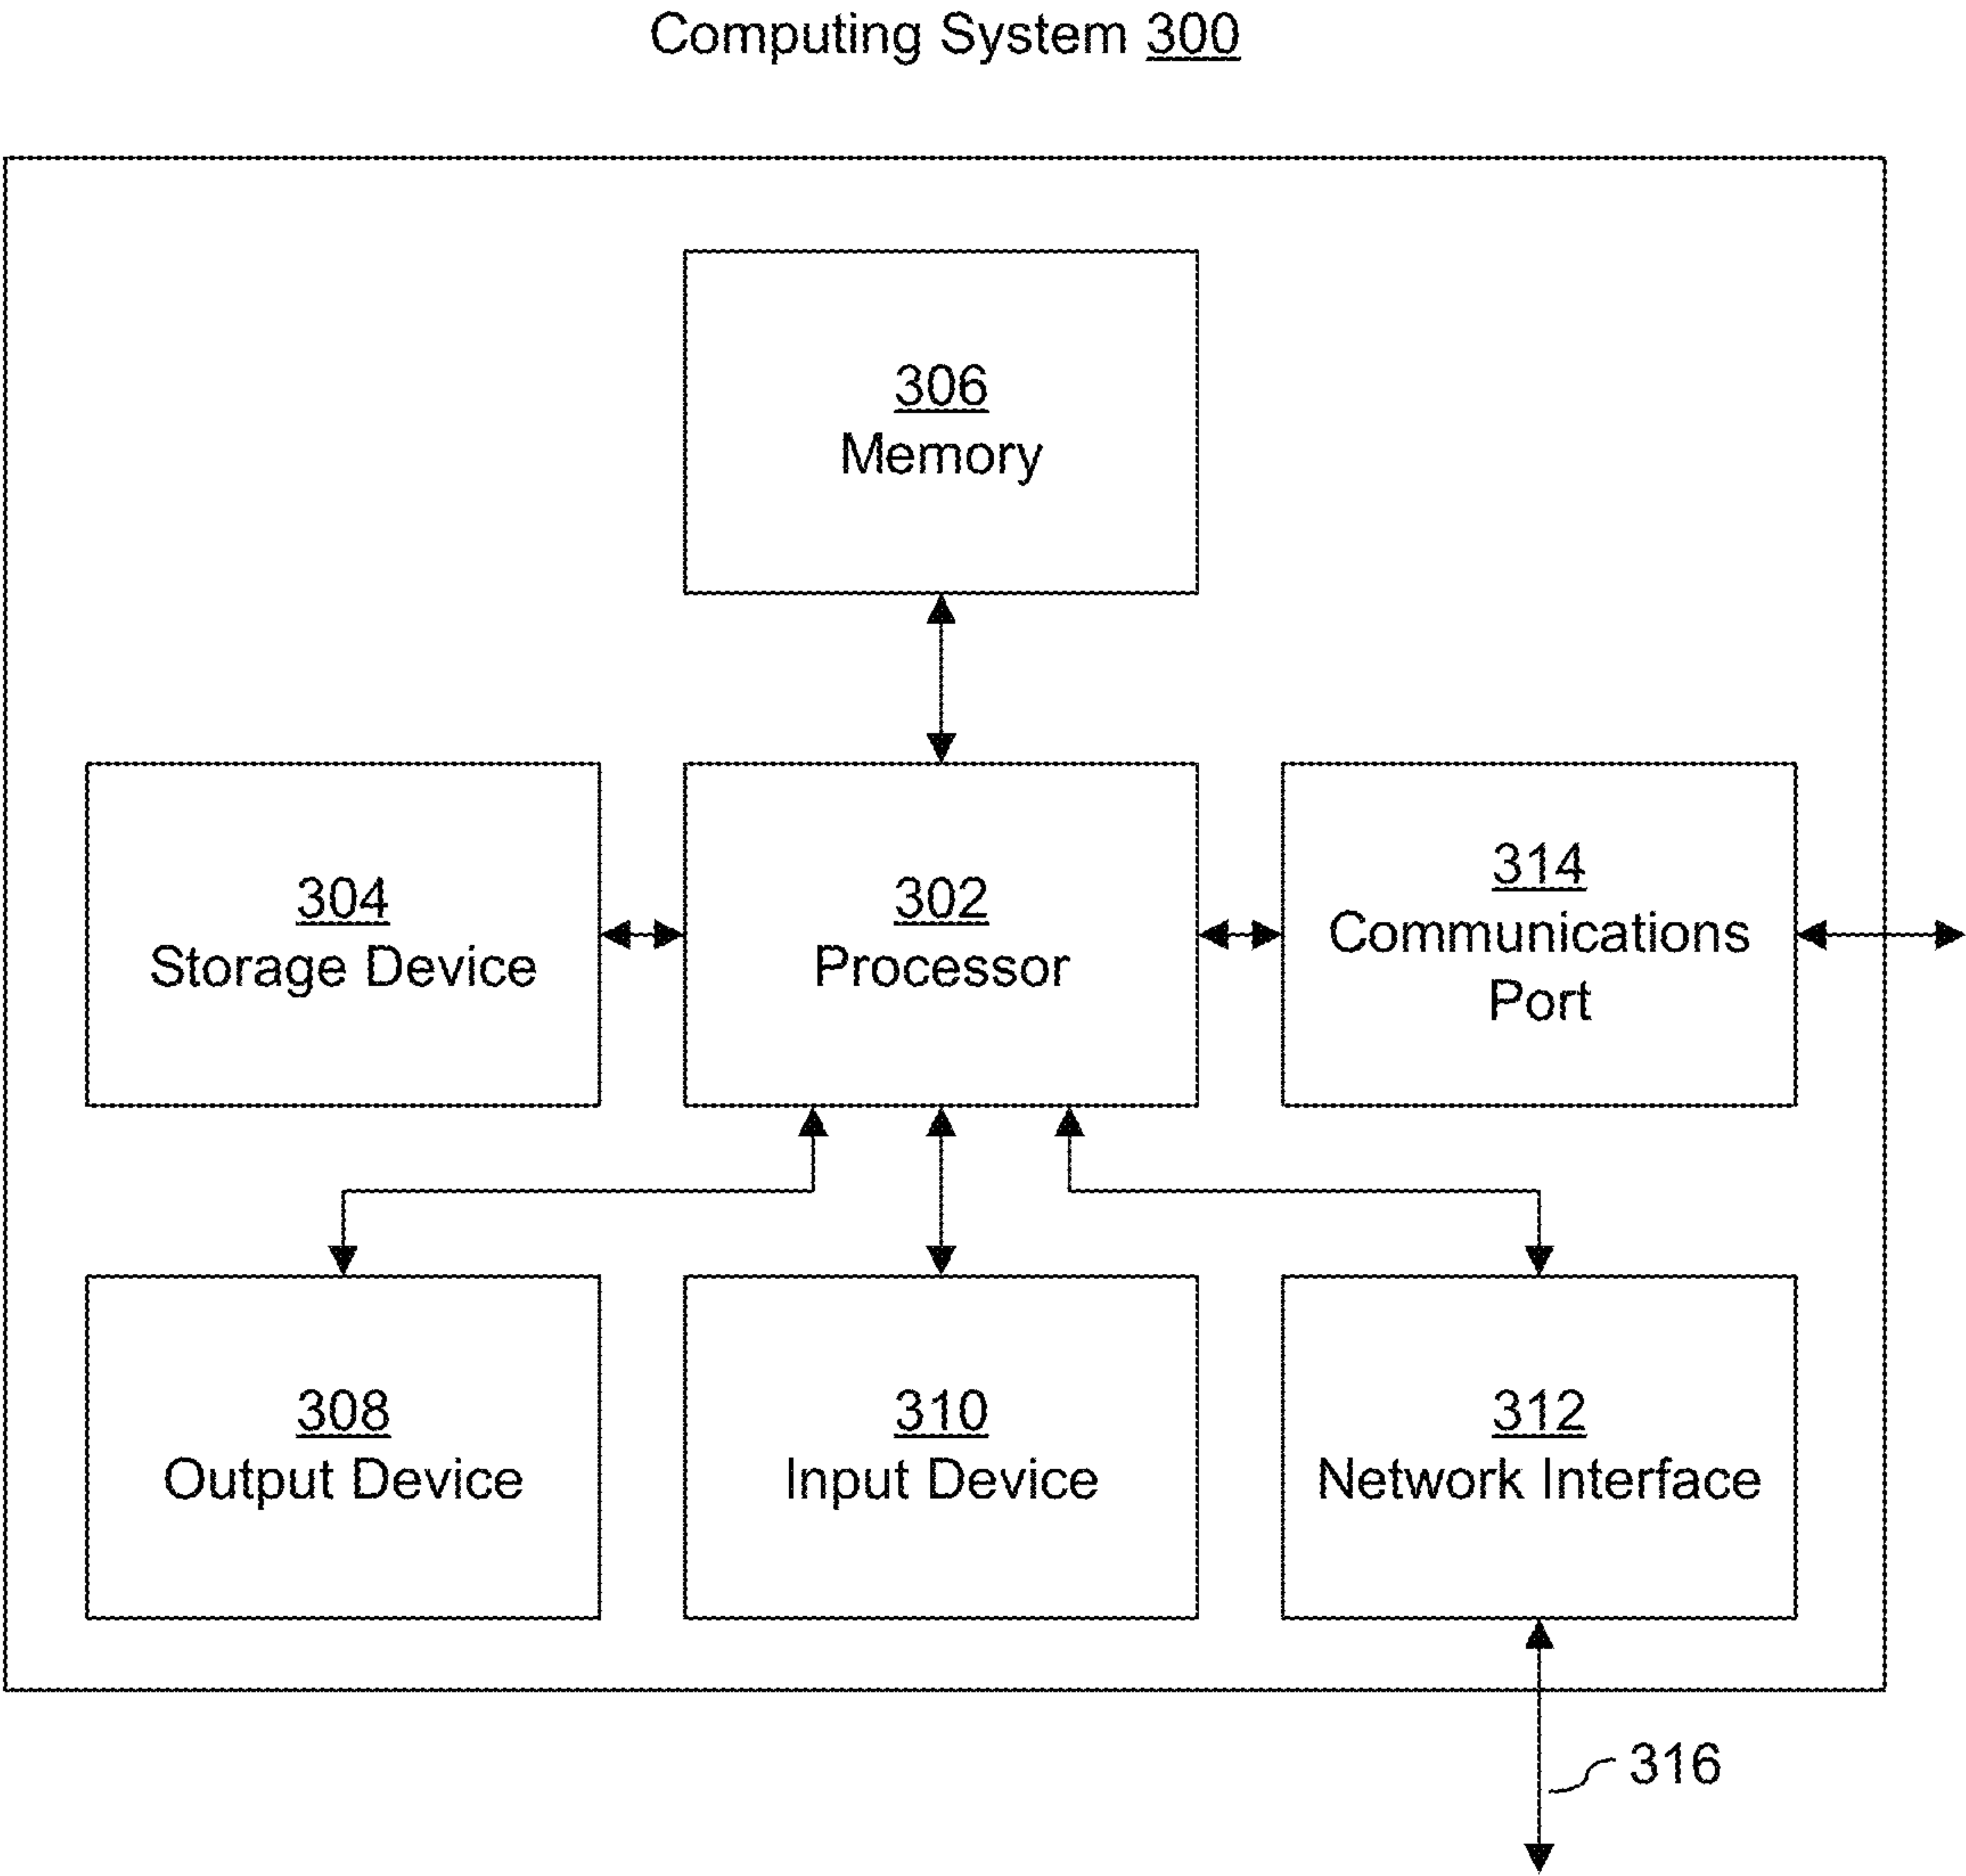 Computing System 300
306
Memory
304
Storage Device
302
Processor
314
Communications
Port
308
Output Device
310
Input Device
312
Network Interface
316